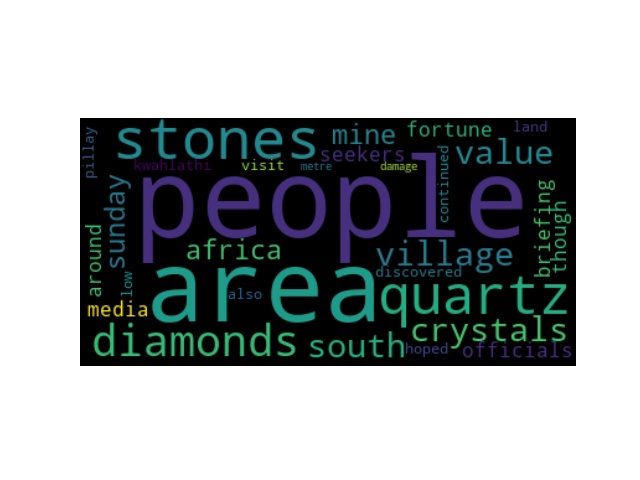 pillay
stones
mine
fortune
land
kwahlathi
visit
seekers
metre
damage
continued
value
people
sunday
around
africa
village
briefing
though
low
area
also
discovered
quartz
media
diamonds
south
hoped
crystals
officials